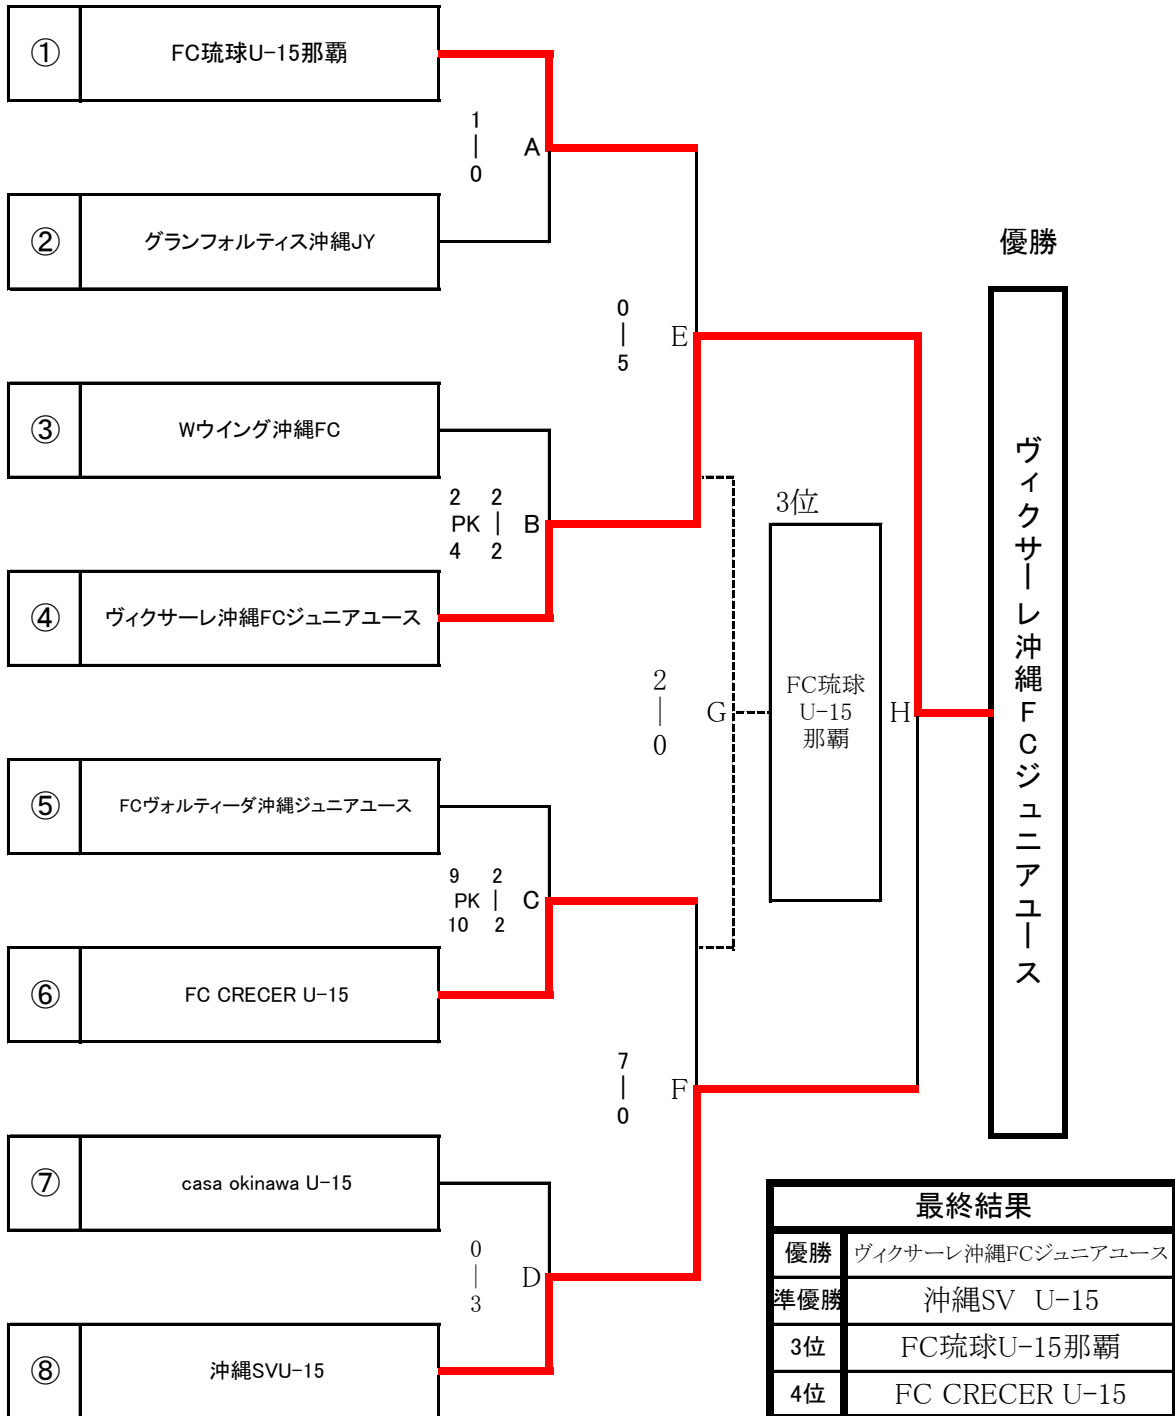 ① FC琉球U-15那覇
1
|
0
A
② グランフォルティス沖縄JY
優勝
0
|
5
E
③ Wウイング沖縄FC
2 2
PK | B
4 2
3位
④ ヴィクサーレ沖縄FCジュニアユース
ヴィクサーレ沖縄FCジュニアユース
2
|
0
G
FC琉球
U-15
那覇
H
⑤ FCヴォルティーダ沖縄ジュニアユース
9 2
PK | C
10 2
⑥ FC CRECER U-15
7
|
0
F
⑦ casa okinawa U-15
0
|
3
D
⑧ 沖縄SVU-15
最終結果
優勝 ヴィクサーレ沖縄FCジュニアユース
準優勝 沖縄SV U-15
3位 FC琉球U-15那覇
4位 FC CRECER U-15